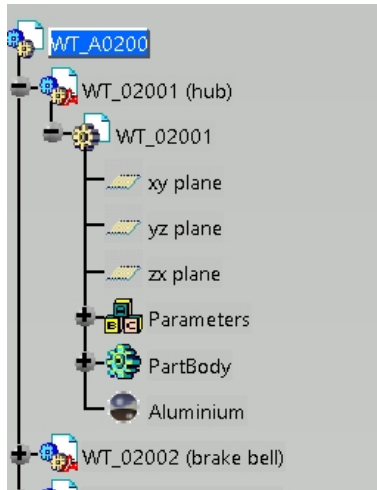 WT_A0200
WT_02001 (hub)
WT_02001
xy plane
yz plane
zx plane
Parameters
PartBody
Aluminium
WT_02002 (brake bell)